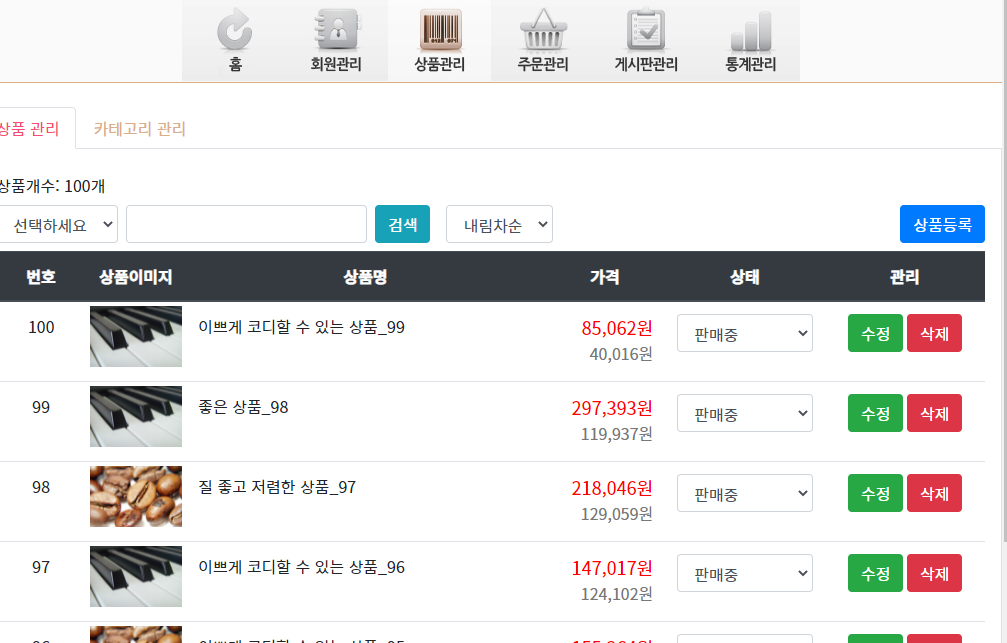 홈 회원관리 상품관리 주문관리 게시판관리 통계관리
상품 관리 카테고리 관리
상품개수: 100개
선택하세요 검색 내림차순 상품등록
번호 상품이미지 상품명 가격 상태 관리
100 이쁘게 코디할 수 있는 상품_99 85,062원 판매중 수정 삭제
40,016원
99 좋은 상품_98 297,393원 판매중 수정 삭제
119,937원
98 질 좋고 저렴한 상품_97 218,046원 판매중 수정 삭제
129,059원
97 이쁘게 코디할 수 있는 상품_96 147,017원 판매중 수정 삭제
124,102원